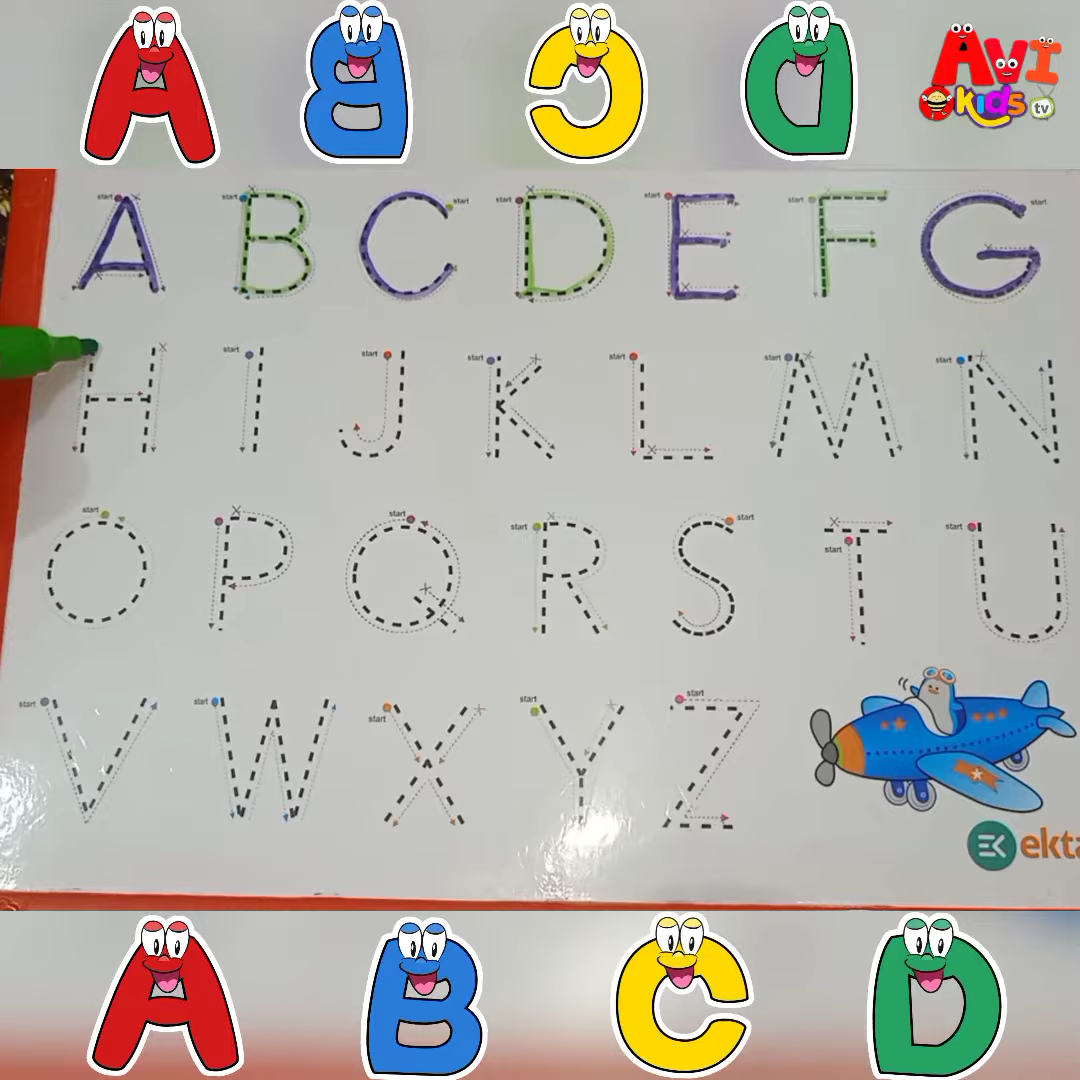 A B C D AVI kids tv
start start start start start start start
A B C D E F G
start start start start start start
H I J K L M N
start start start start start start
O P Q R S T U
start start start start start
V W X Y Z
ekta
A B C D